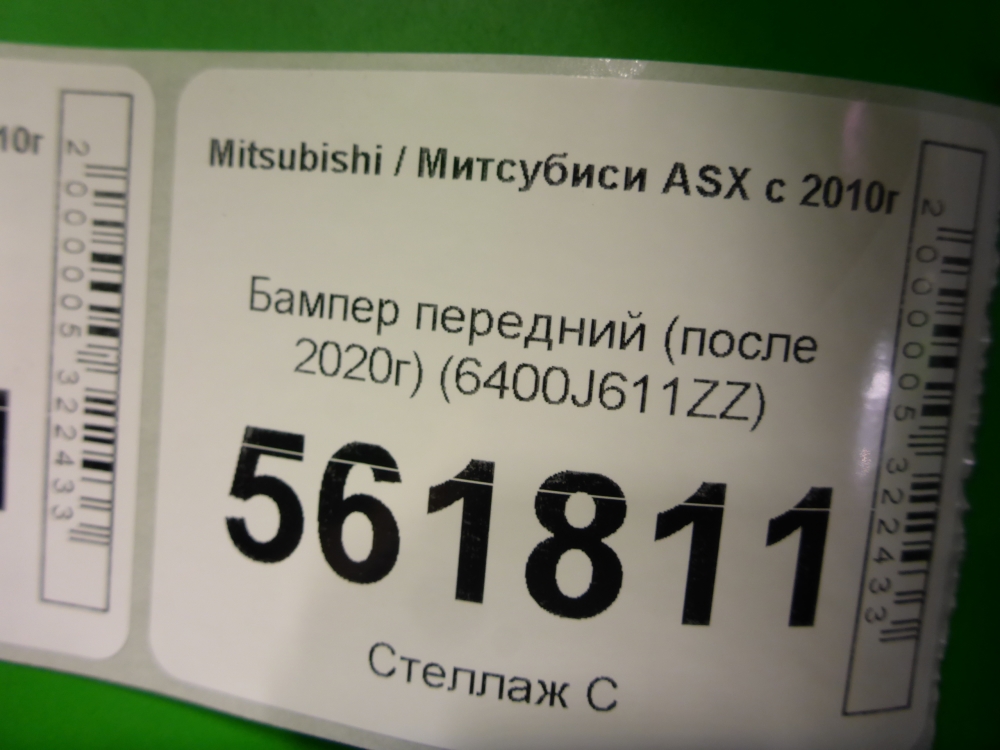 10г
2000005322433
Mitsubishi / Митсубиси ASX с 2010г
Бампер передний (после
2020г) (6400J611ZZ)
561811
Стеллаж С
2000005322433